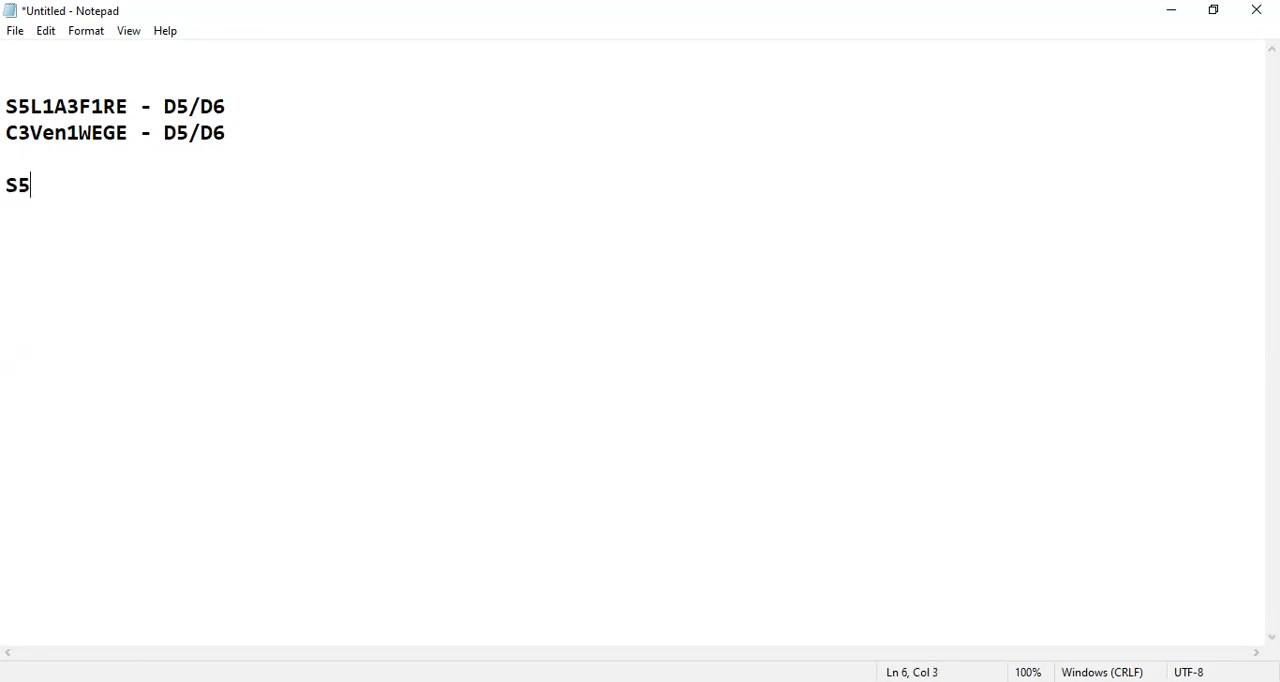 *Untitled - Notepad
File Edit Format View Help
S5L1A3F1RE - D5/D6
C3Ven1WEGE - D5/D6
S5
Ln 6, Col 3 100% Windows (CRLF) UTF-8